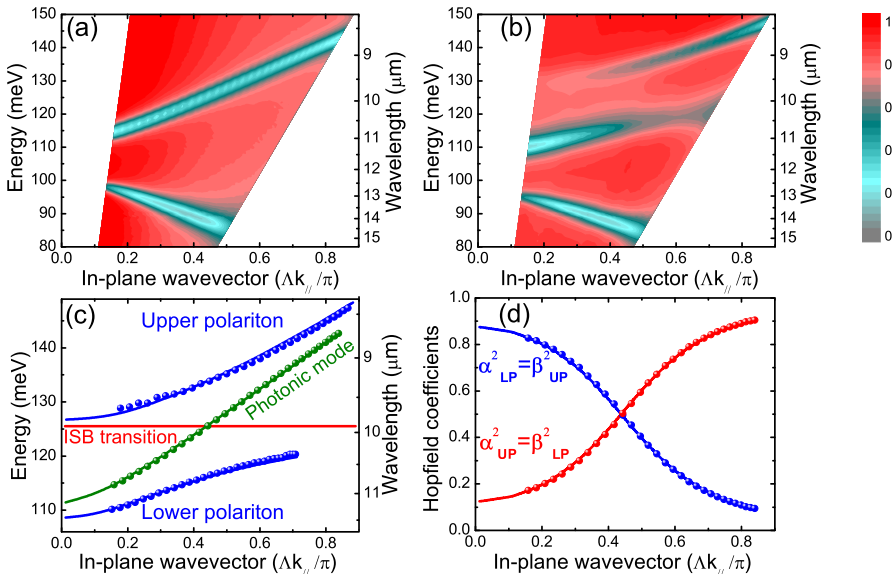 (a)
150
140
130
120
110
100
90
80
Energy (meV)
0.0 0.2 0.4 0.6 0.8
In-plane wavevector (Λk//​/π)
9
10
11
12
13
14
15
Wavelength (μm)
(b)
150
140
130
120
110
100
90
80
Energy (meV)
0.0 0.2 0.4 0.6 0.8
In-plane wavevector (Λk///π)
9
10
11
12
13
14
15
Wavelength (μm)
1
0
0
0
0
0
(c)
Upper polariton
Photonic mode
ISB transition
Lower polariton
140
130
120
110
Energy (meV)
0.0 0.2 0.4 0.6 0.8
In-plane wavevector (Λk///π)
9
10
11
Wavelength (μm)
(d)
α²LP=β²UP
α²UP=β²LP
1.0
0.8
0.6
0.4
0.2
0.0
Hopfield coefficients
0.0 0.2 0.4 0.6 0.8
In-plane wavevector (Λk///π)